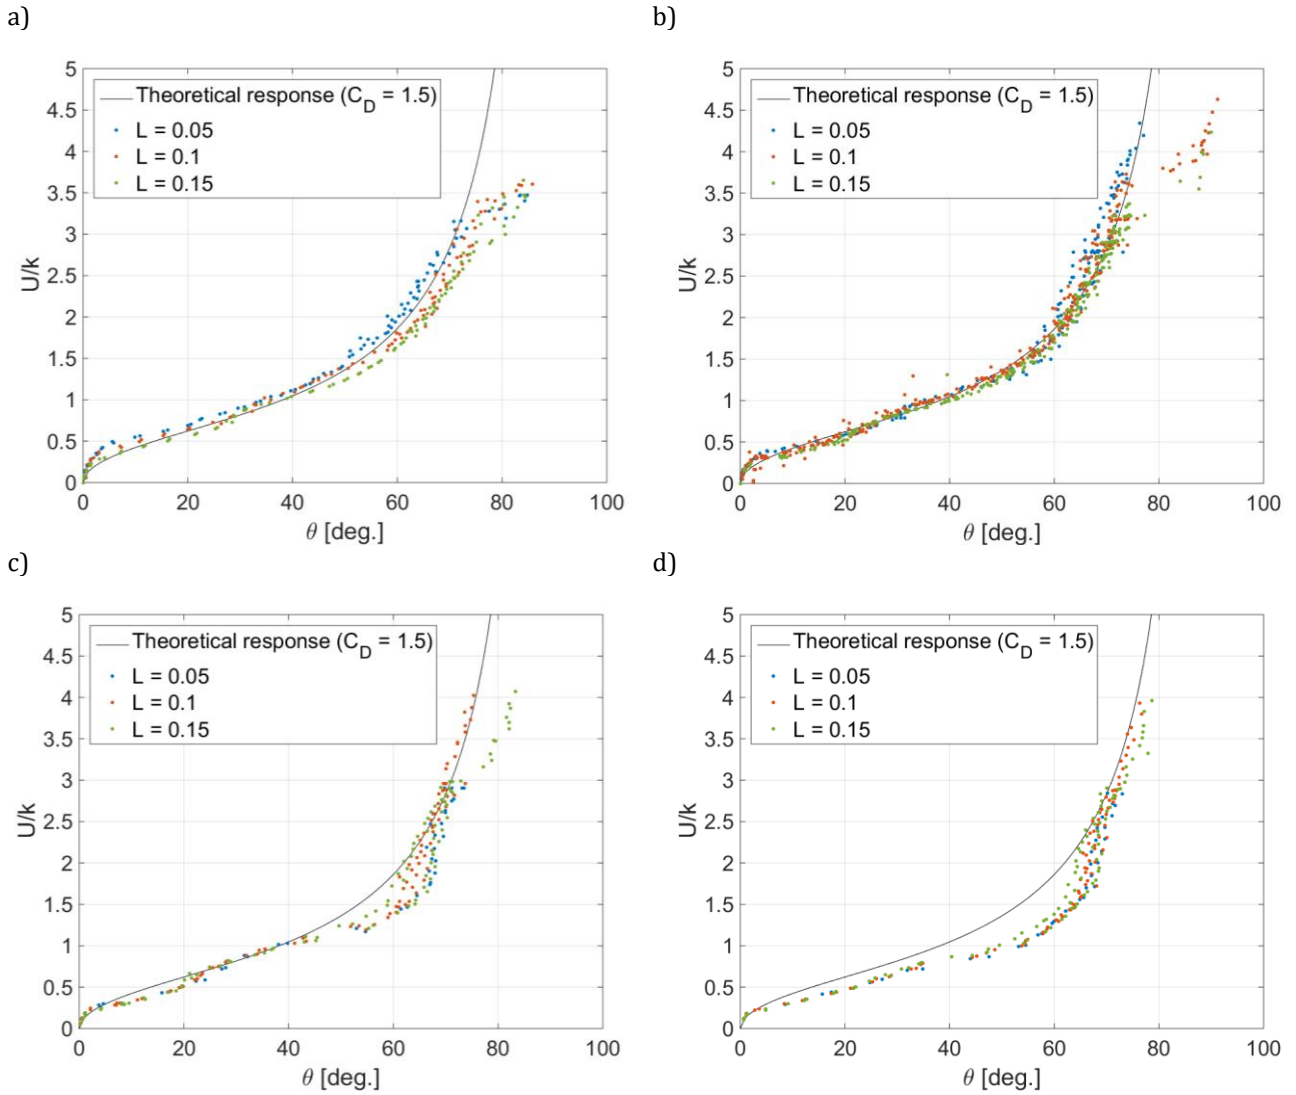 a)
5
4.5
4
3.5
3
2.5
2
1.5
1
0.5
0
U/k
Theoretical response (C_D = 1.5)
L = 0.05
L = 0.1
L = 0.15
0 20 40 60 80 100
θ [deg.]
b)
5
4.5
4
3.5
3
2.5
2
1.5
1
0.5
0
U/k
Theoretical response (C_D = 1.5)
L = 0.05
L = 0.1
L = 0.15
0 20 40 60 80 100
θ [deg.]
c)
5
4.5
4
3.5
3
2.5
2
1.5
1
0.5
0
U/k
Theoretical response (C_D = 1.5)
L = 0.05
L = 0.1
L = 0.15
0 20 40 60 80 100
θ [deg.]
d)
5
4.5
4
3.5
3
2.5
2
1.5
1
0.5
0
U/k
Theoretical response (C_D = 1.5)
L = 0.05
L = 0.1
L = 0.15
0 20 40 60 80 100
θ [deg.]